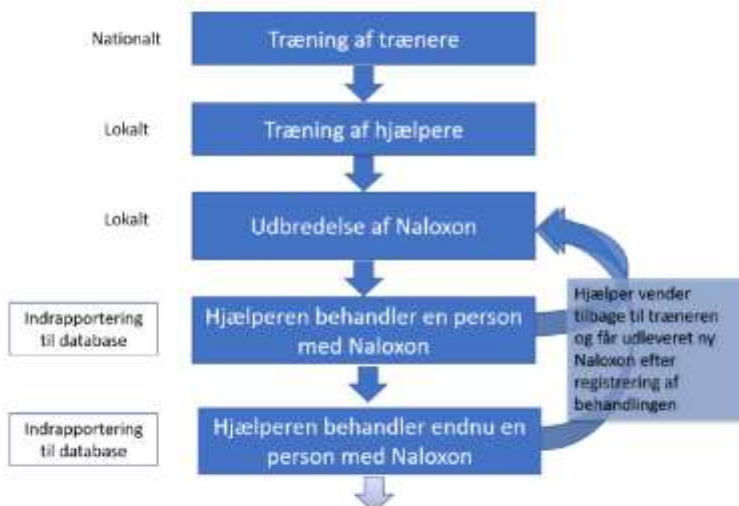 Nationalt
Træning af trænere
Lokalt
Træning af hjælpere
Lokalt
Udbredelse af Naloxon
Indrapportering
til database
Hjælperen behandler en person
med Naloxon
Hjælper vender
tilbage til træneren
og får udleveret ny
Naloxon efter
registrering af
behandlingen
Indrapportering
til database
Hjælperen behandler endnu en
person med Naloxon